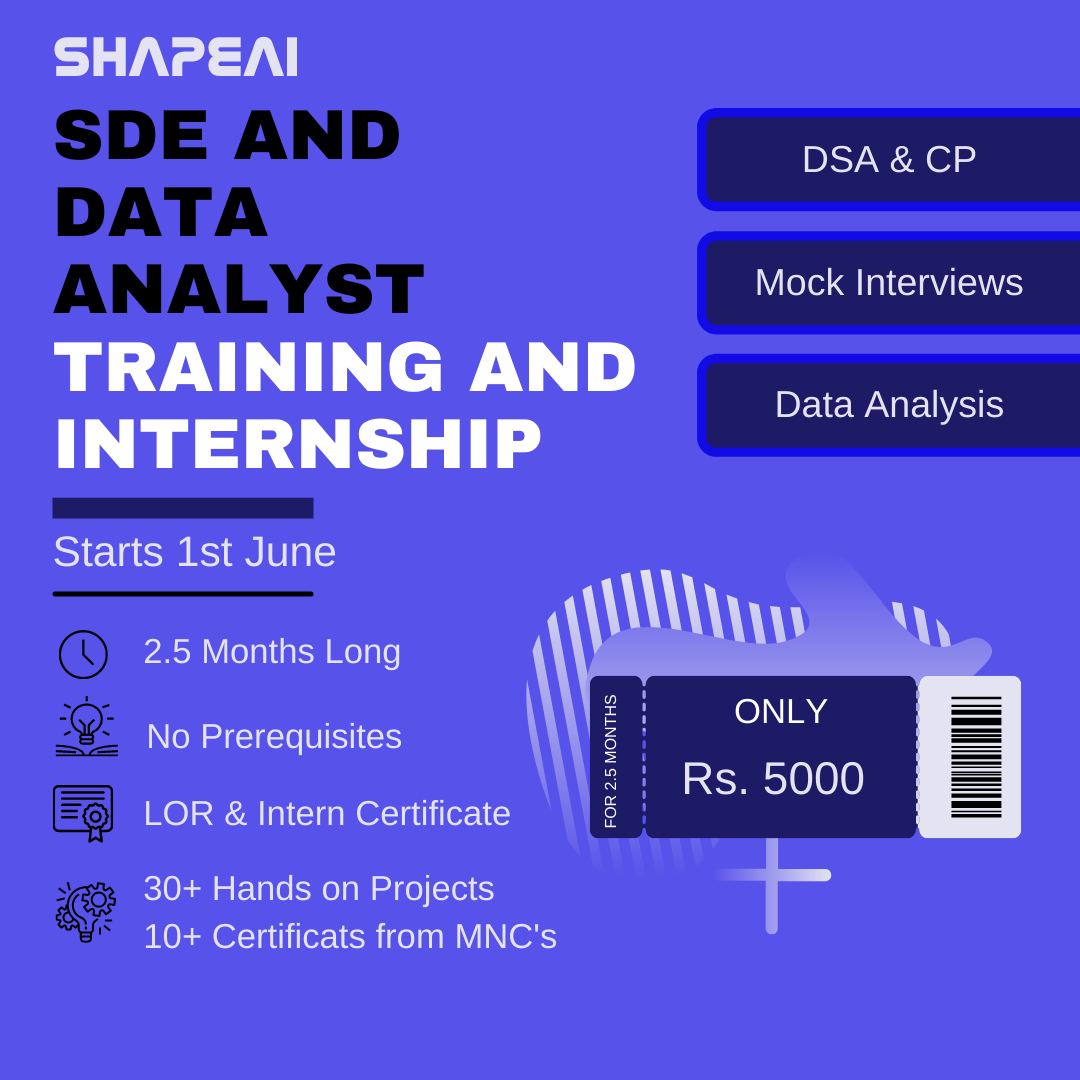 SHAPEAI
SDE AND
DATA
ANALYST
TRAINING AND
INTERNSHIP
Starts 1st June
2.5 Months Long
No Prerequisites
LOR & Intern Certificate
30+ Hands on Projects
10+ Certificats from MNC's
DSA & CP
Mock Interviews
Data Analysis
FOR 2.5 MONTHS
ONLY
Rs. 5000